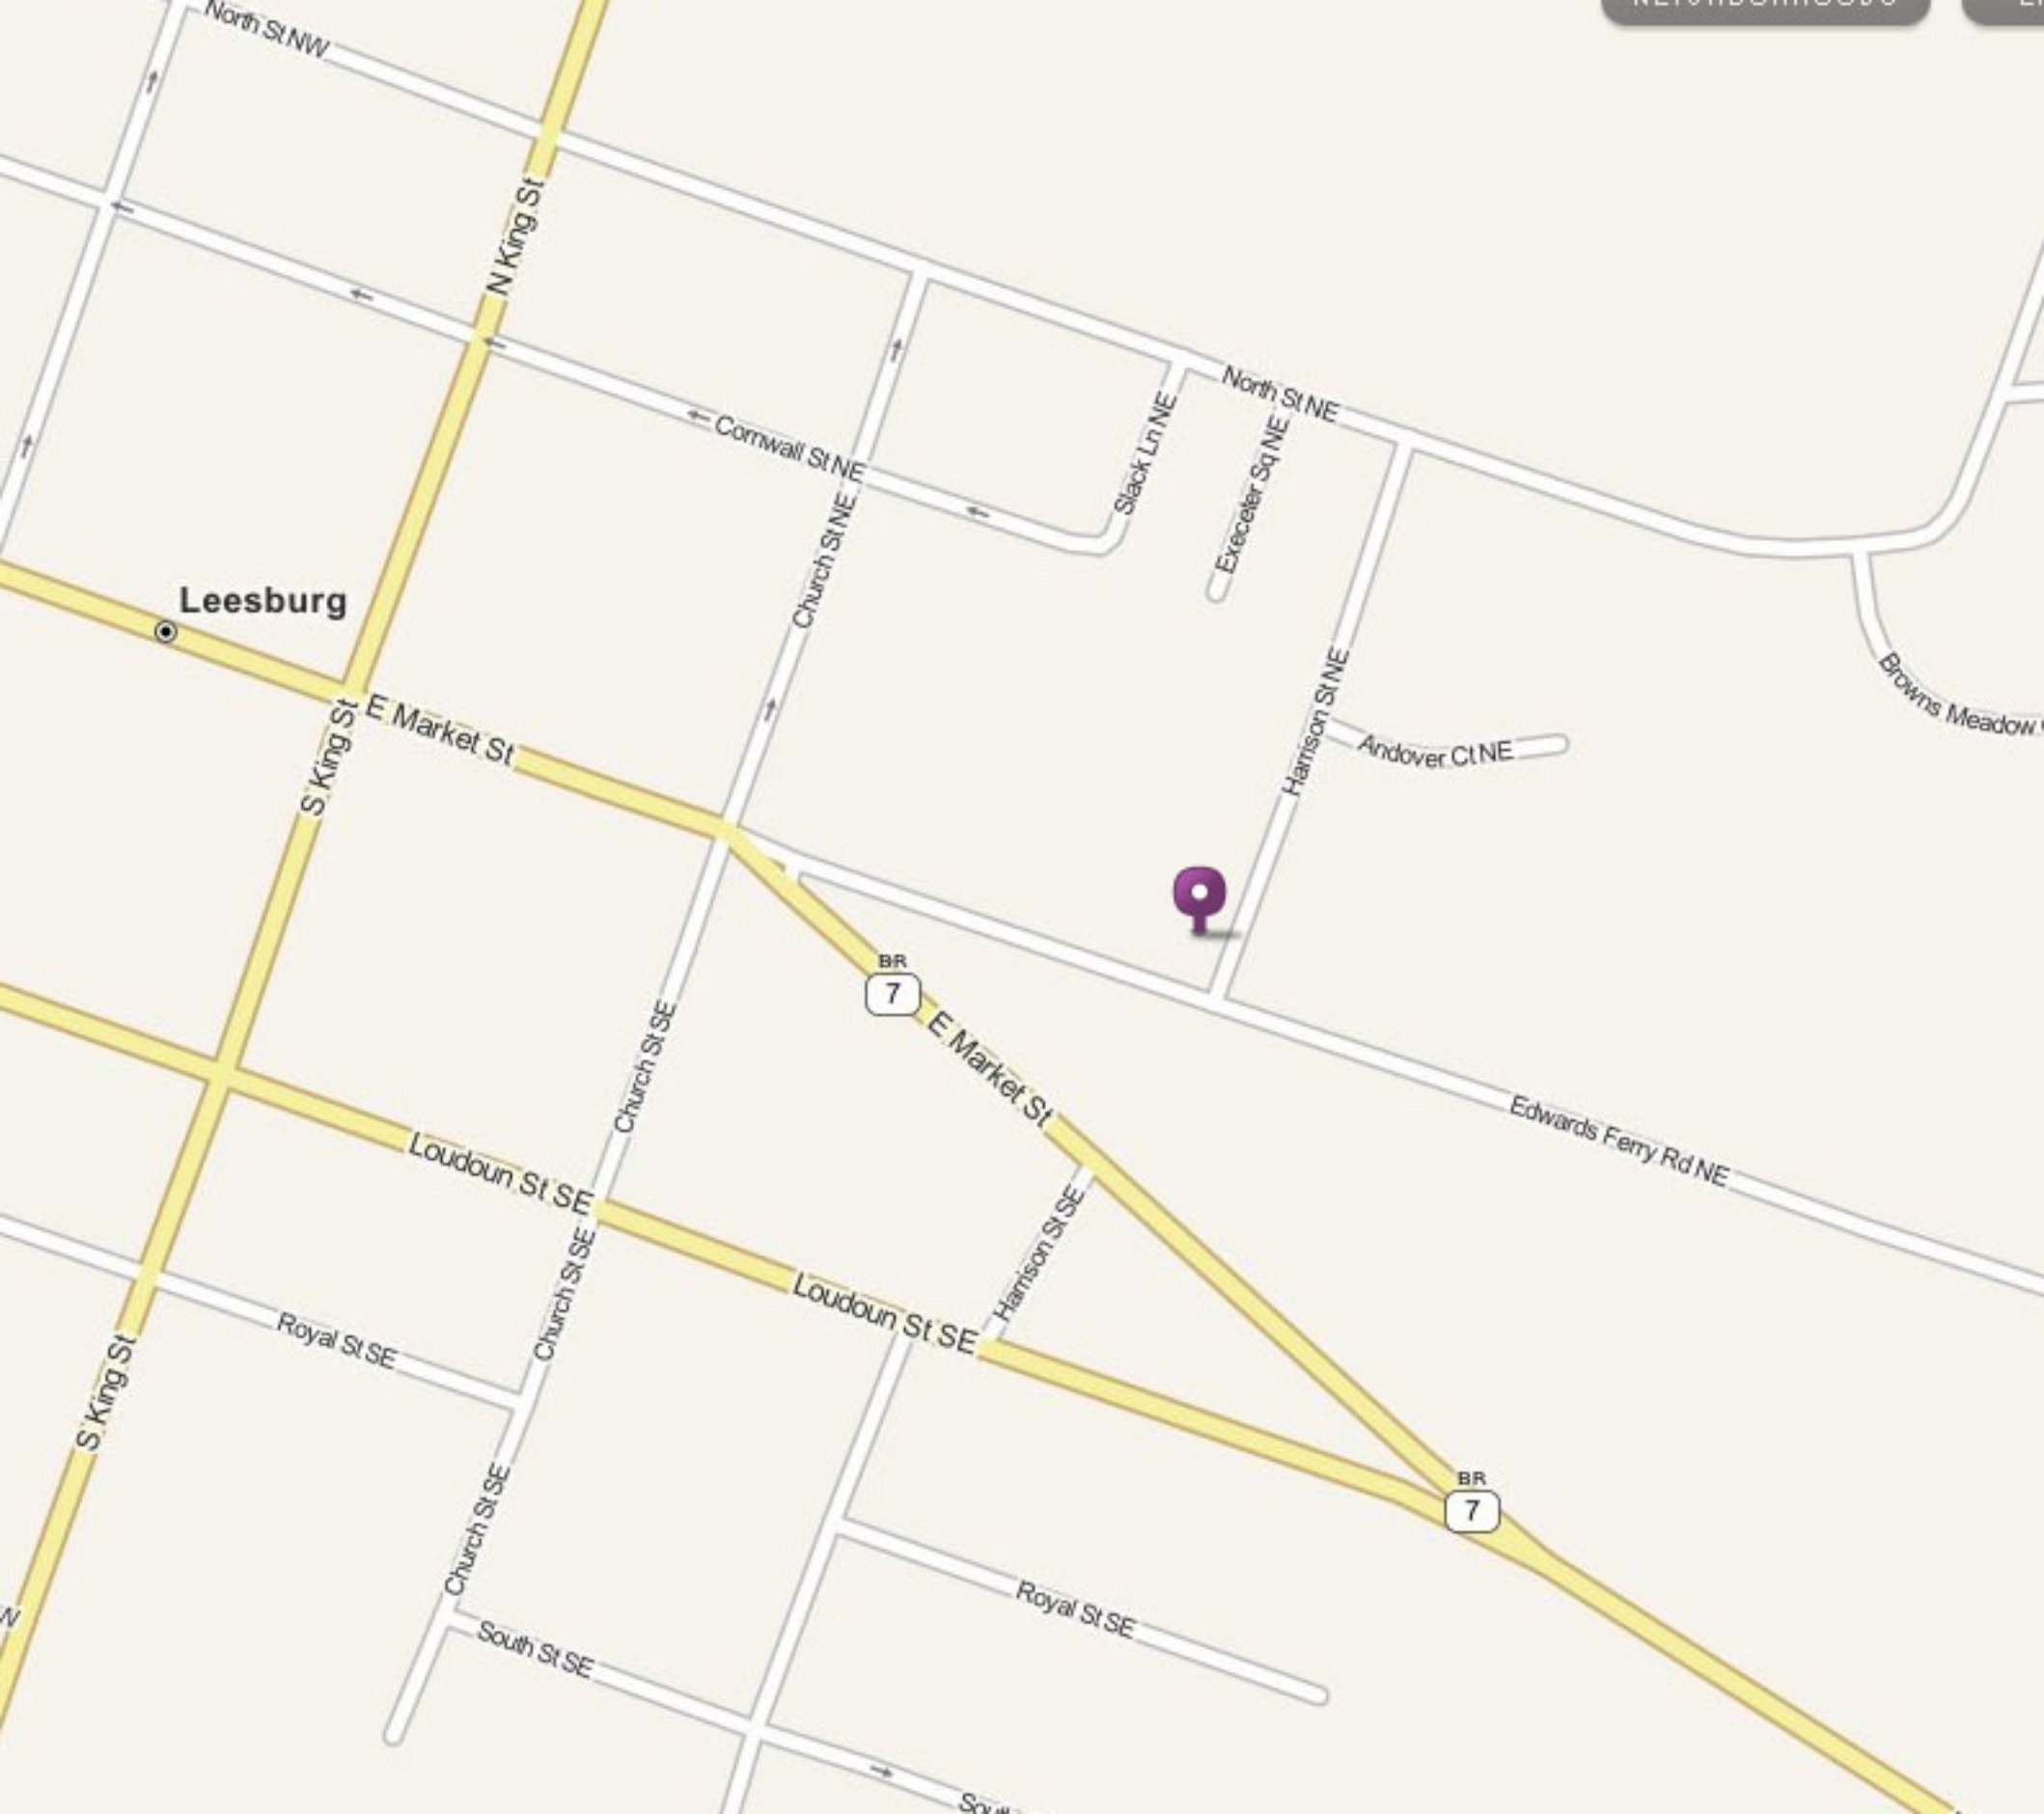 NEIGHBORHOODS
North St NW
N King St
North St NE
Slack Ln NE
Execeter Sq NE
Cornwall St NE
Church St NE
Leesburg
Harrison St NE
Browns Meadow
E Market St
S King St
Andover Ct NE
BR
7
E Market St
Church St SE
Edwards Ferry Rd NE
Loudoun St SE
Harrison St SE
Church St SE
Loudoun St SE
Royal St SE
S King St
Church St SE
BR
7
W
Royal St SE
South St SE
South